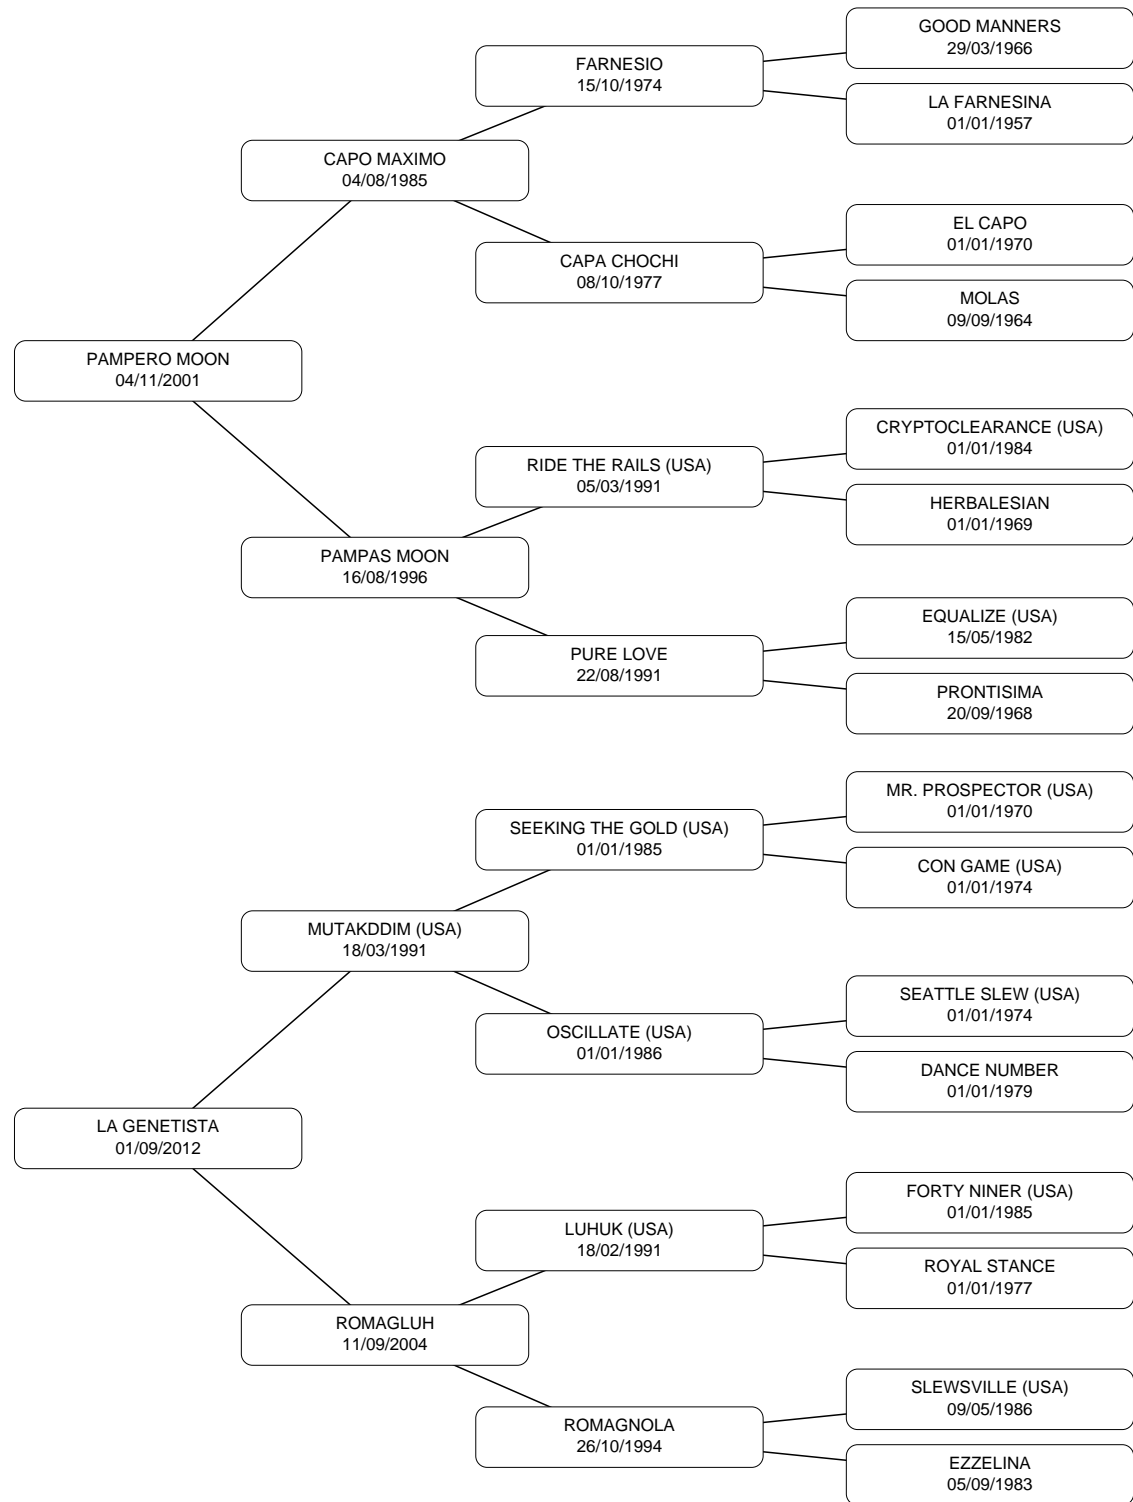 GOOD MANNERS
29/03/1966
FARNESIO
15/10/1974
LA FARNESINA
01/01/1957
CAPO MAXIMO
04/08/1985
EL CAPO
01/01/1970
CAPA CHOCHI
08/10/1977
MOLAS
09/09/1964
PAMPERO MOON
04/11/2001
CRYPTOCLEARANCE (USA)
01/01/1984
RIDE THE RAILS (USA)
05/03/1991
HERBALESIAN
01/01/1969
PAMPAS MOON
16/08/1996
EQUALIZE (USA)
15/05/1982
PURE LOVE
22/08/1991
PRONTISIMA
20/09/1968
MR. PROSPECTOR (USA)
01/01/1970
SEEKING THE GOLD (USA)
01/01/1985
CON GAME (USA)
01/01/1974
MUTAKDDIM (USA)
18/03/1991
SEATTLE SLEW (USA)
01/01/1974
OSCILLATE (USA)
01/01/1986
DANCE NUMBER
01/01/1979
LA GENETISTA
01/09/2012
FORTY NINER (USA)
01/01/1985
LUHUK (USA)
18/02/1991
ROYAL STANCE
01/01/1977
ROMAGLUH
11/09/2004
SLEWSVILLE (USA)
09/05/1986
ROMAGNOLA
26/10/1994
EZZELINA
05/09/1983